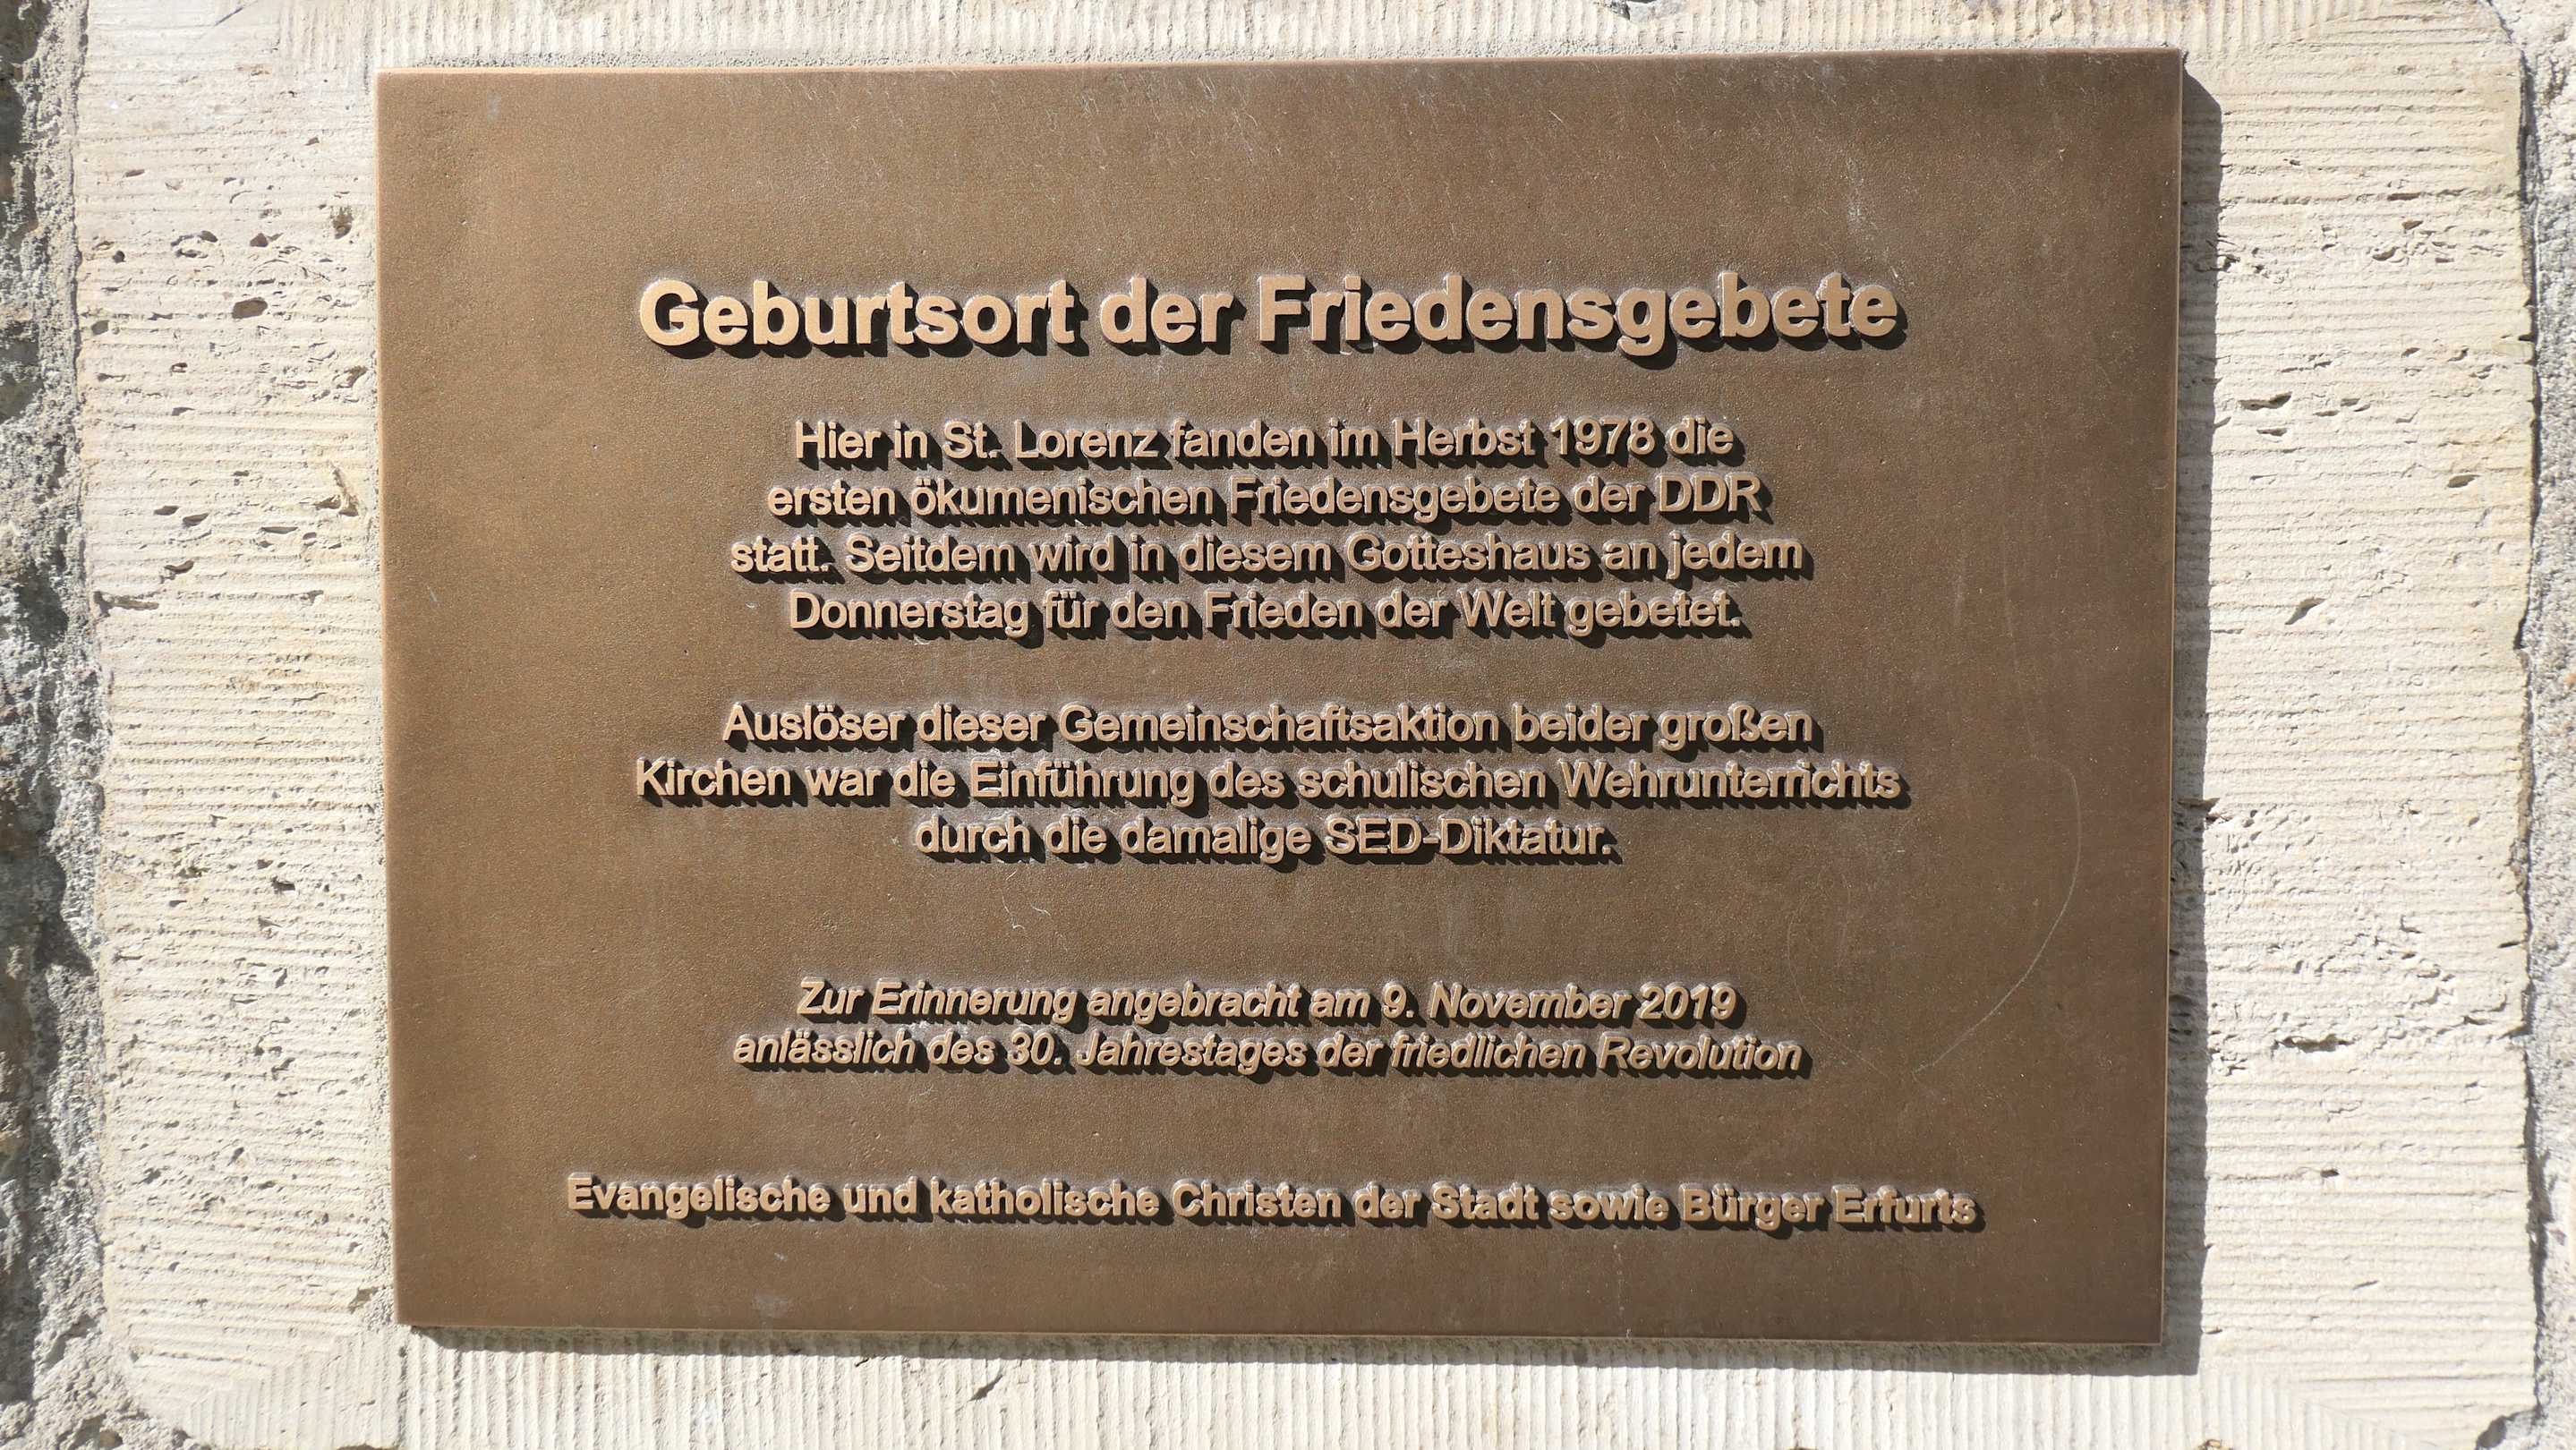 Geburtsort der Friedensgebete
Hier in St. Lorenz fanden im Herbst 1978 die
ersten ökumenischen Friedensgebete der DDR
statt. Seitdem wird in diesem Gotteshaus an jedem
Donnerstag für den Frieden der Welt gebetet.
Auslöser dieser Gemeinschaftsaktion beider großen
Kirchen war die Einführung des schulischen Wehrunterrichts
durch die damalige SED-Diktatur.
Zur Erinnerung angebracht am 9. November 2019
anlässlich des 30. Jahrestages der friedlichen Revolution
Evangelische und katholische Christen der Stadt sowie Bürger Erfurts